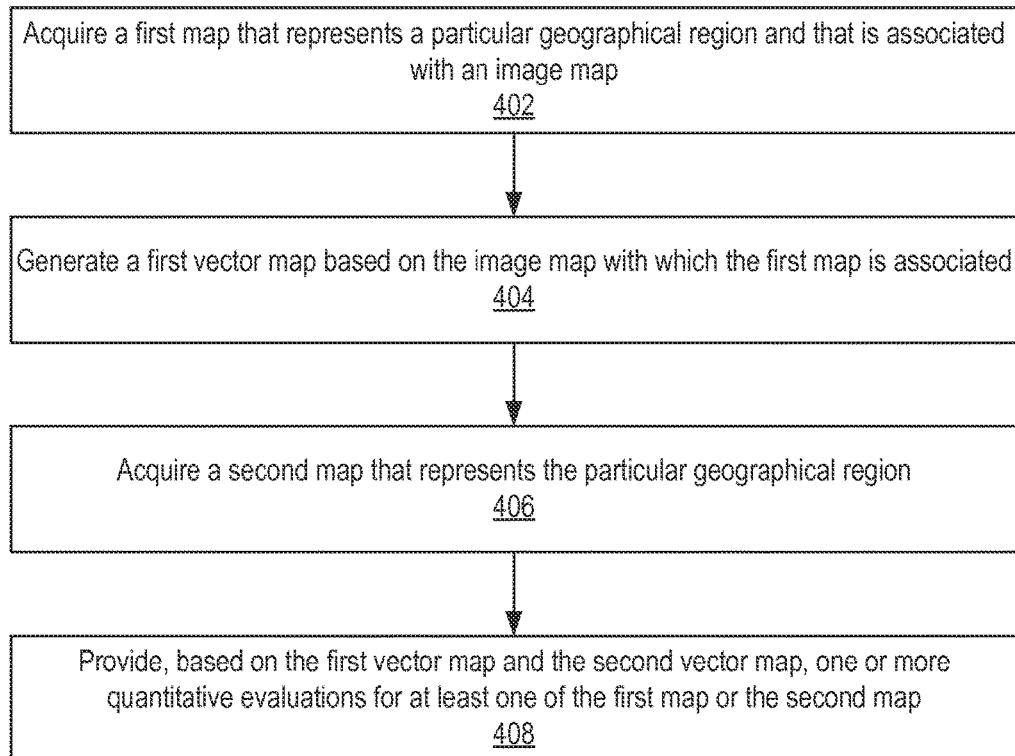 Acquire a first map that represents a particular geographical region and that is associated
with an image map
402
Generate a first vector map based on the image map with which the first map is associated
404
Acquire a second map that represents the particular geographical region
406
Provide, based on the first vector map and the second vector map, one or more
quantitative evaluations for at least one of the first map or the second map
408